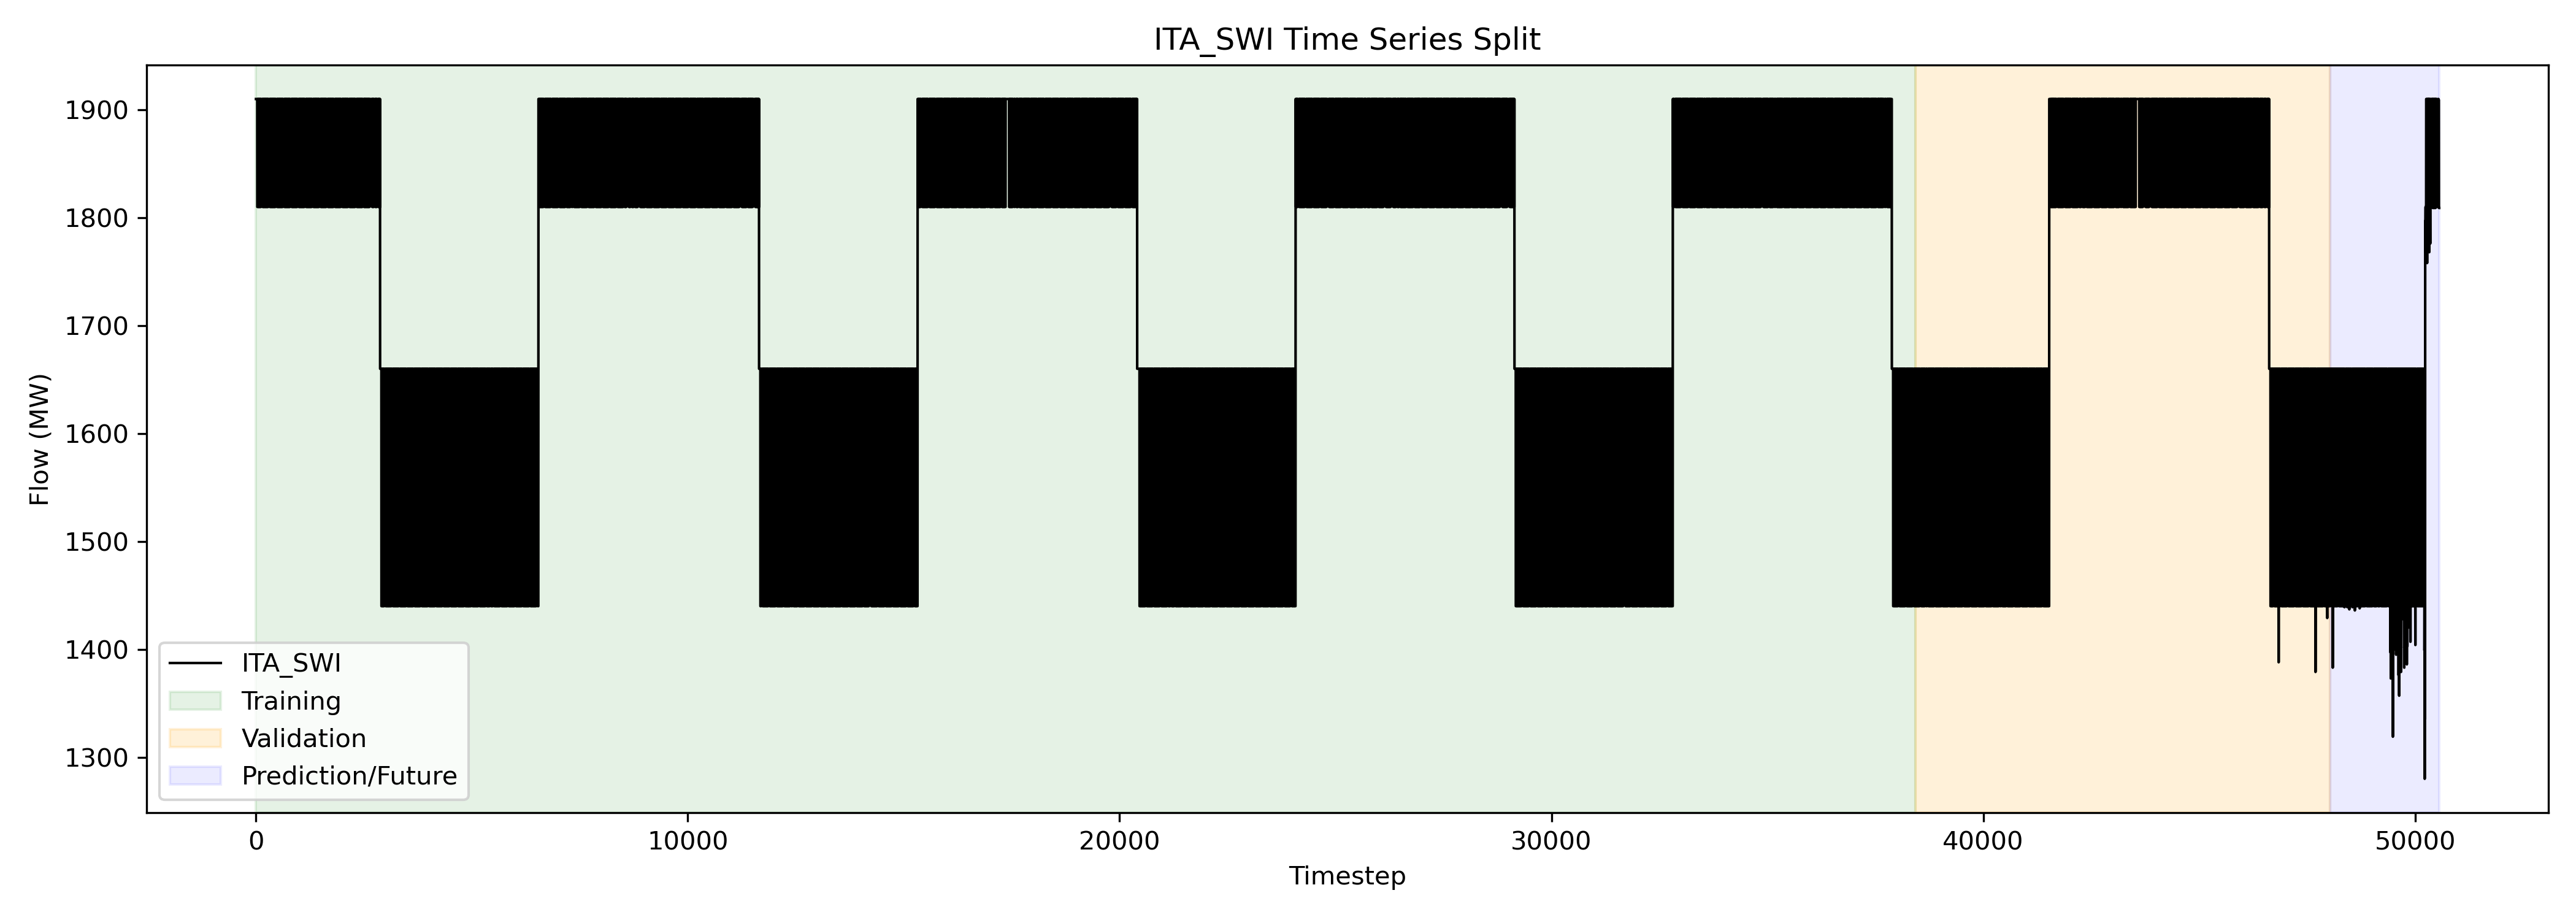 ITA_SWI Time Series Split
Flow (MW)
1900
1800
1700
1600
1500
1400
1300
ITA_SWI
Training
Validation
Prediction/Future
0
10000
20000
30000
40000
50000
Timestep